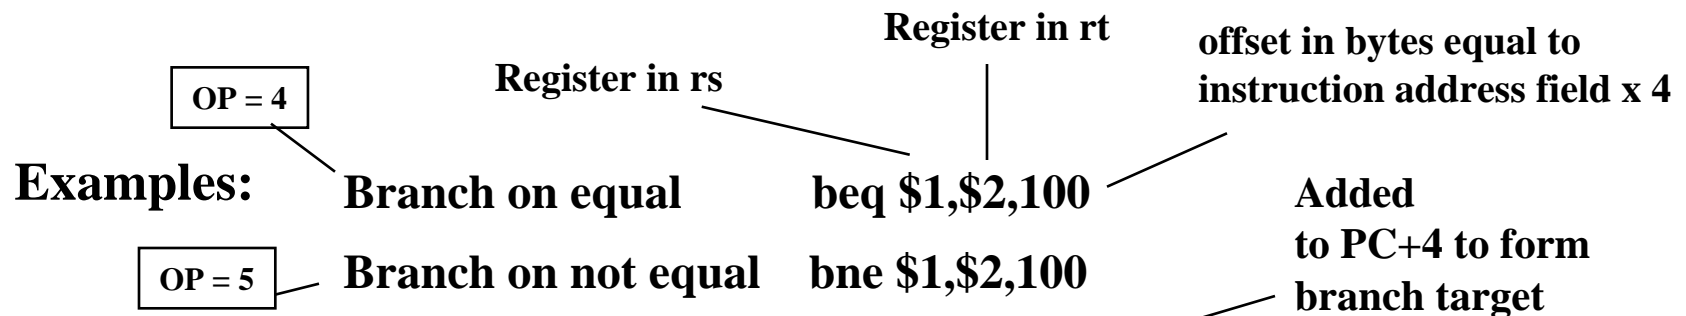 Register in rt
offset in bytes equal to
instruction address field x 4
Register in rs
OP = 4
Examples:
Branch on equal
beq $1,$2,100
Added
to PC+4 to form
branch target
OP = 5
Branch on not equal
bne $1,$2,100